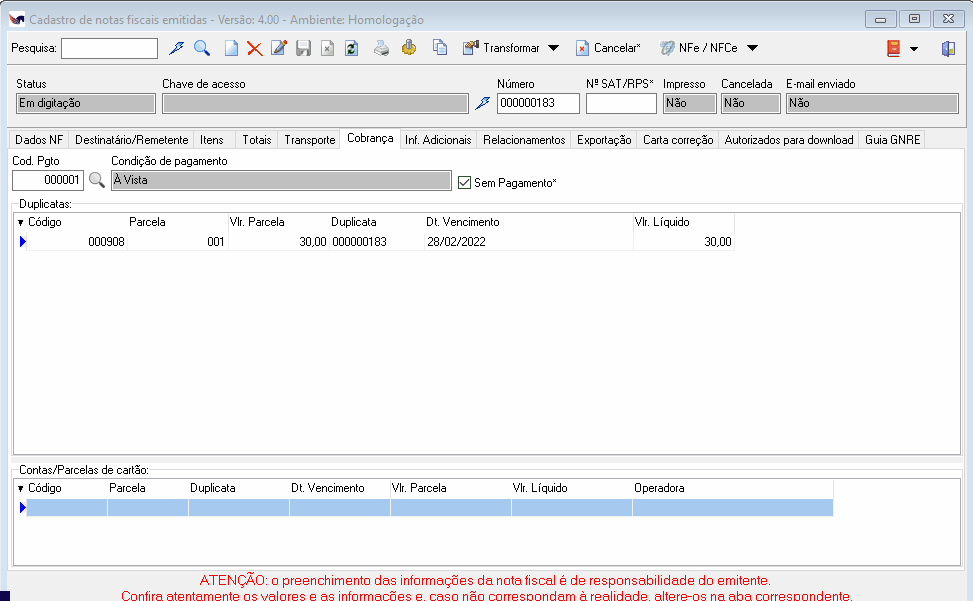 Cadastro de notas fiscais emitidas - Versão: 4.00 - Ambiente: Homologação
Pesquisa: Transformar Cancelar* NFe / NFCe
Status Chave de acesso Número Nº SAT/RPS* Impresso Cancelada E-mail enviado
Em digitação 000000183 Não Não Não
Dados NF Destinatário/Remetente Itens Totais Transporte Cobrança Inf. Adicionais Relacionamentos Exportação Carta correção Autorizados para download Guia GNRE
Cod. Pgto Condição de pagamento
000001 À Vista Sem Pagamento*
Duplicatas:
Código Parcela Vlr. Parcela Duplicata Dt. Vencimento Vlr. Líquido
000908 001 30,00 000000183 28/02/2022 30,00
Contas/Parcelas de cartão:
Código Parcela Duplicata Dt. Vencimento Vlr. Parcela Vlr. Líquido Operadora
ATENÇÃO: o preenchimento das informações da nota fiscal é de responsabilidade do emitente.
Confira atentamente os valores e as informações e, caso não correspondam à realidade, altere-os na aba correspondente.